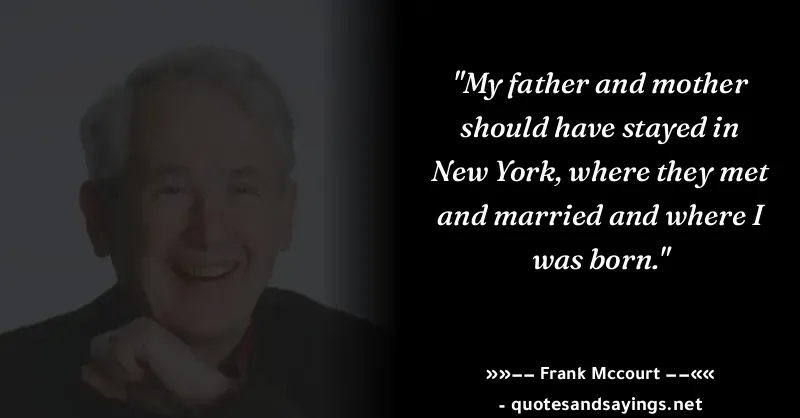 "My father and mother
should have stayed in
New York, where they met
and married and where I
was born."
»»–– Frank Mccourt ––««
- quotesandsayings.net